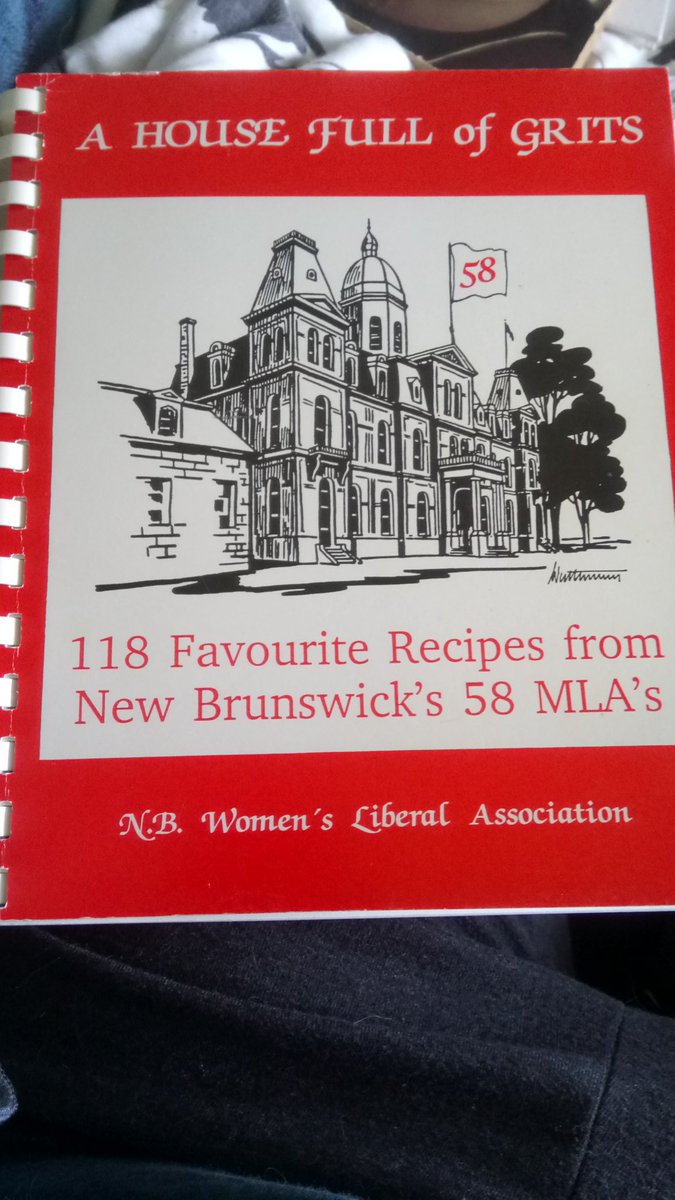 A HOUSE FULL of GRITS
58
118 Favourite Recipes from
New Brunswick's 58 MLA's
N.B. Women´s Liberal Association